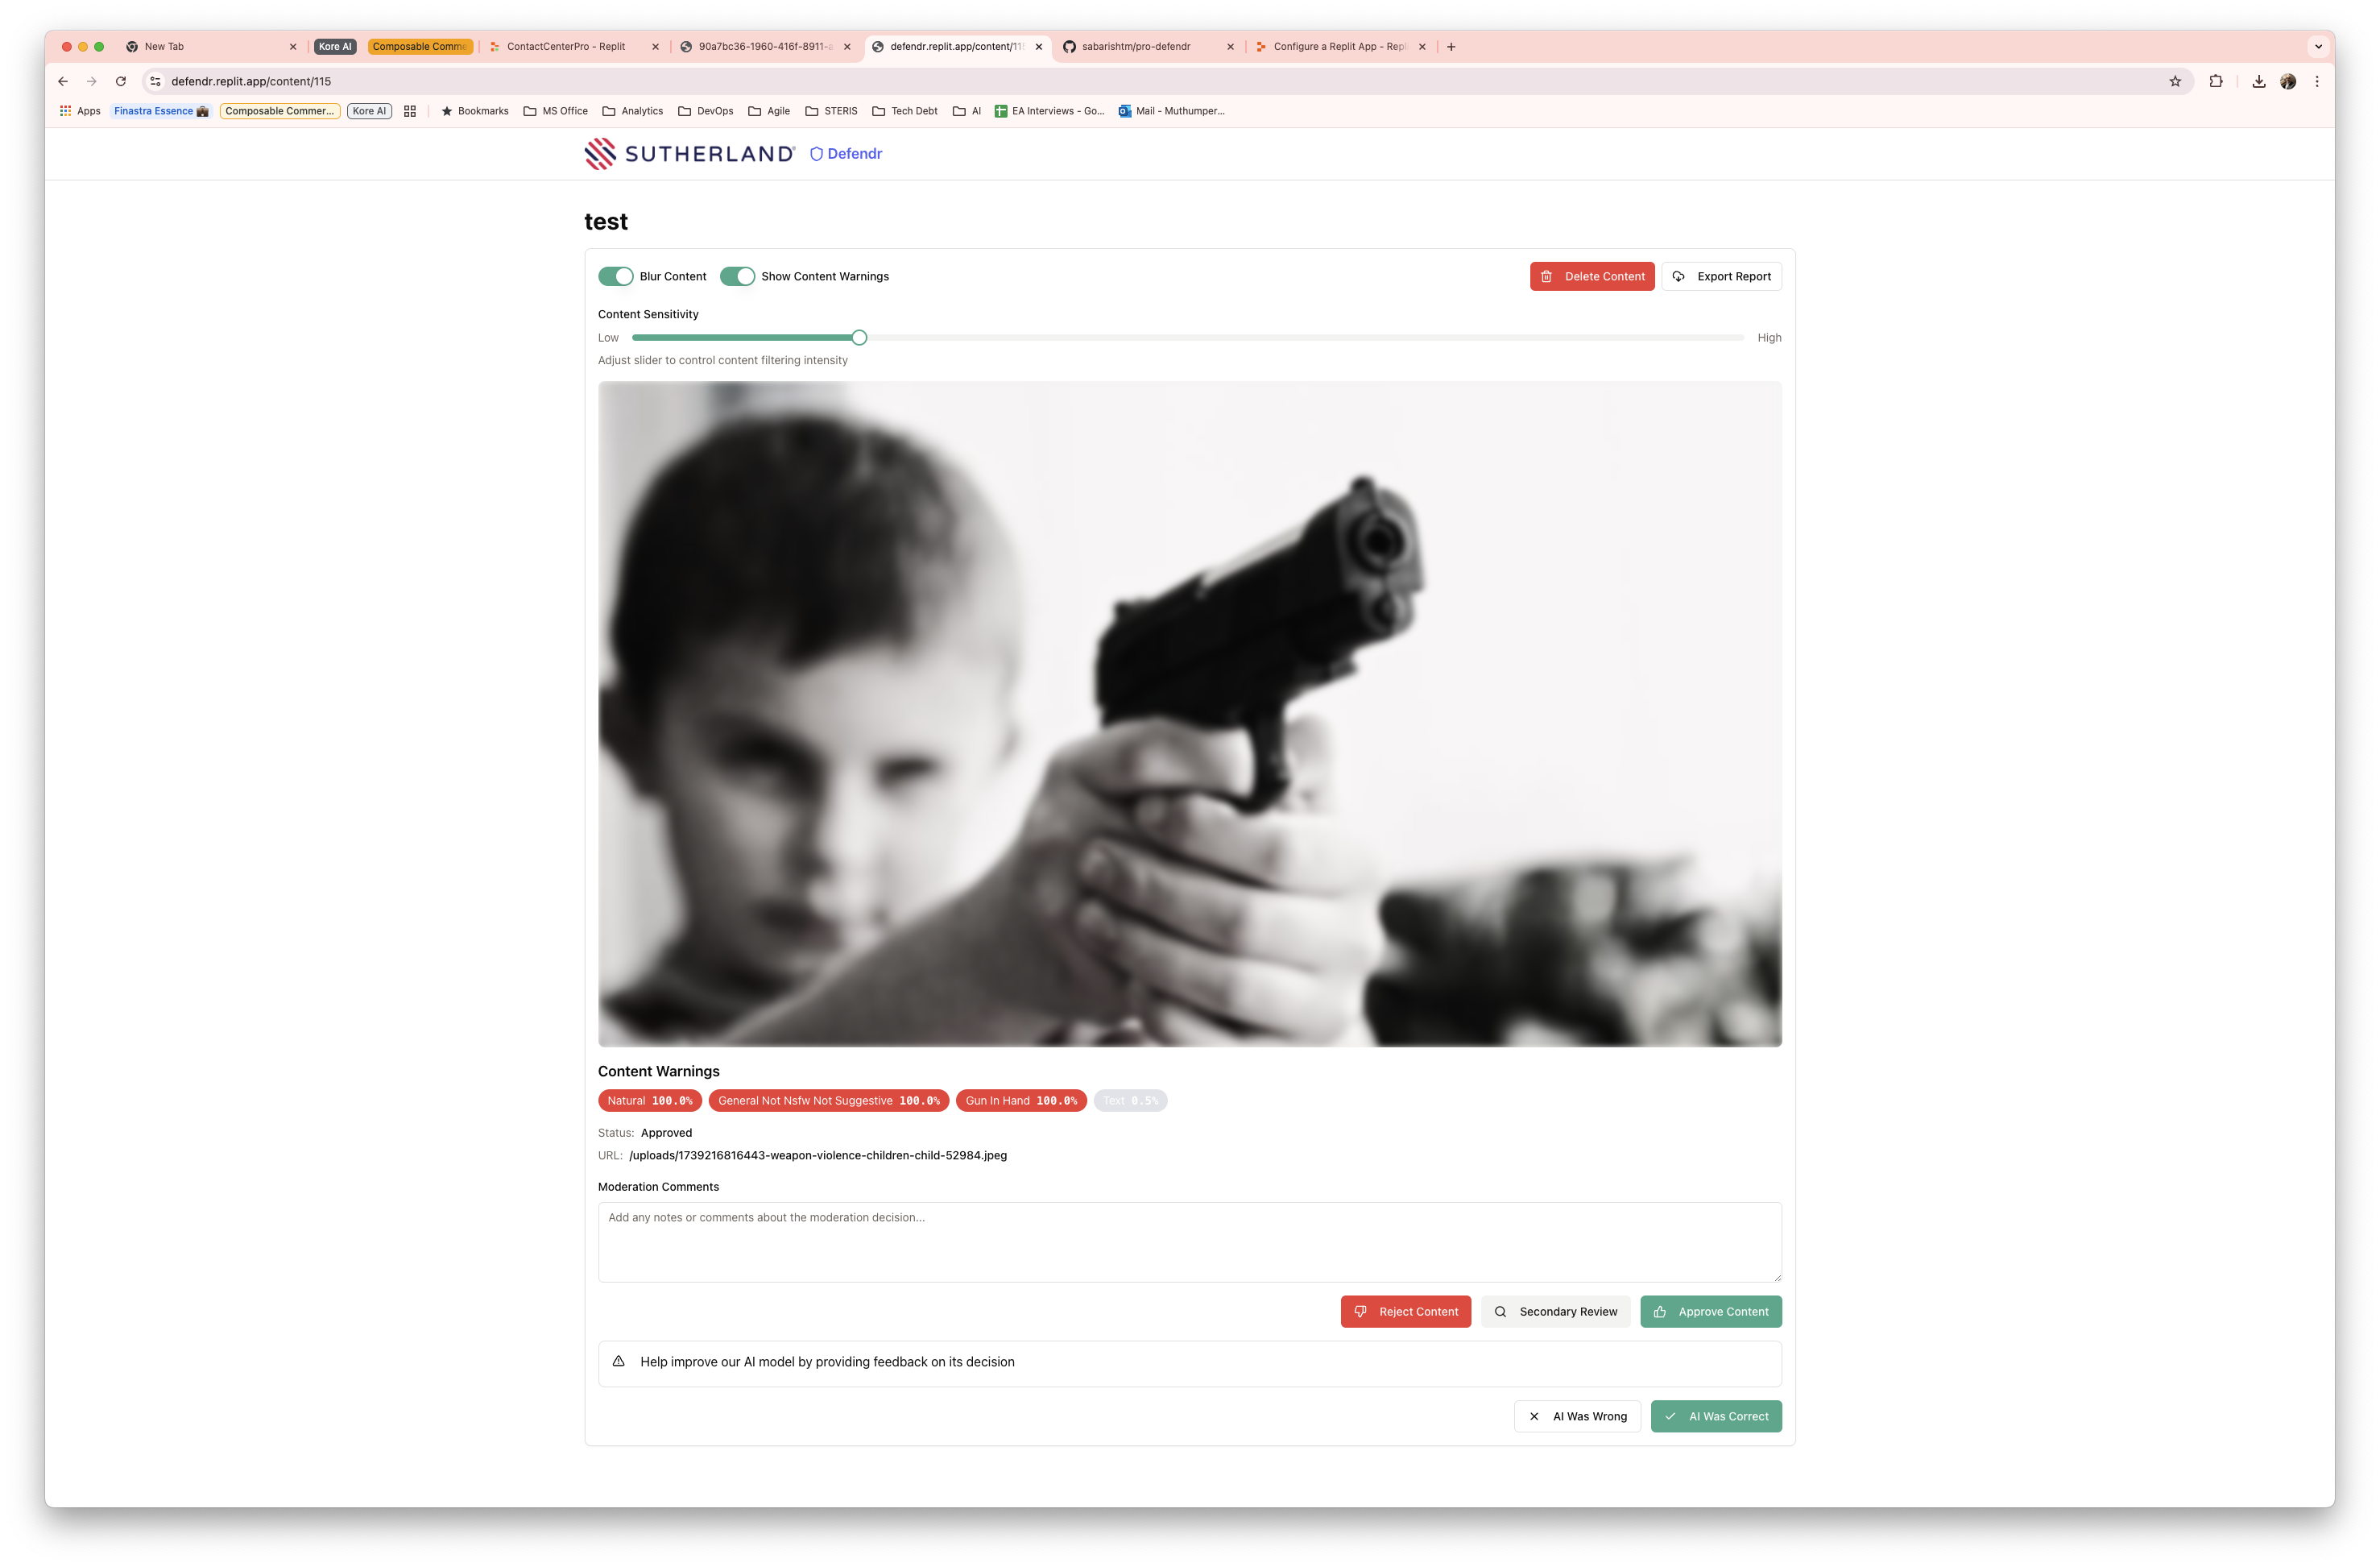 New Tab
Kore AI
Composable Comme
ContactCenterPro - Replit
90a7bc36-1960-416f-8911-a
defendr.replit.app/content/115
sabarishtm/pro-defendr
Configure a Replit App - Repl
defendr.replit.app/content/115
Apps
Finastra Essence 💼
Composable Commer...
Kore AI
Bookmarks
MS Office
Analytics
DevOps
Agile
STERIS
Tech Debt
AI
EA Interviews - Go...
Mail - Muthumper...
SUTHERLAND
Defendr
test
Blur Content
Show Content Warnings
Delete Content
Export Report
Content Sensitivity
Low
High
Adjust slider to control content filtering intensity
Content Warnings
Natural 100.0%
General Not Nsfw Not Suggestive 100.0%
Gun In Hand 100.0%
Text 0.5%
Status: Approved
URL: /uploads/1739216816443-weapon-violence-children-child-52984.jpeg
Moderation Comments
Add any notes or comments about the moderation decision...
Reject Content
Secondary Review
Approve Content
Help improve our AI model by providing feedback on its decision
AI Was Wrong
AI Was Correct